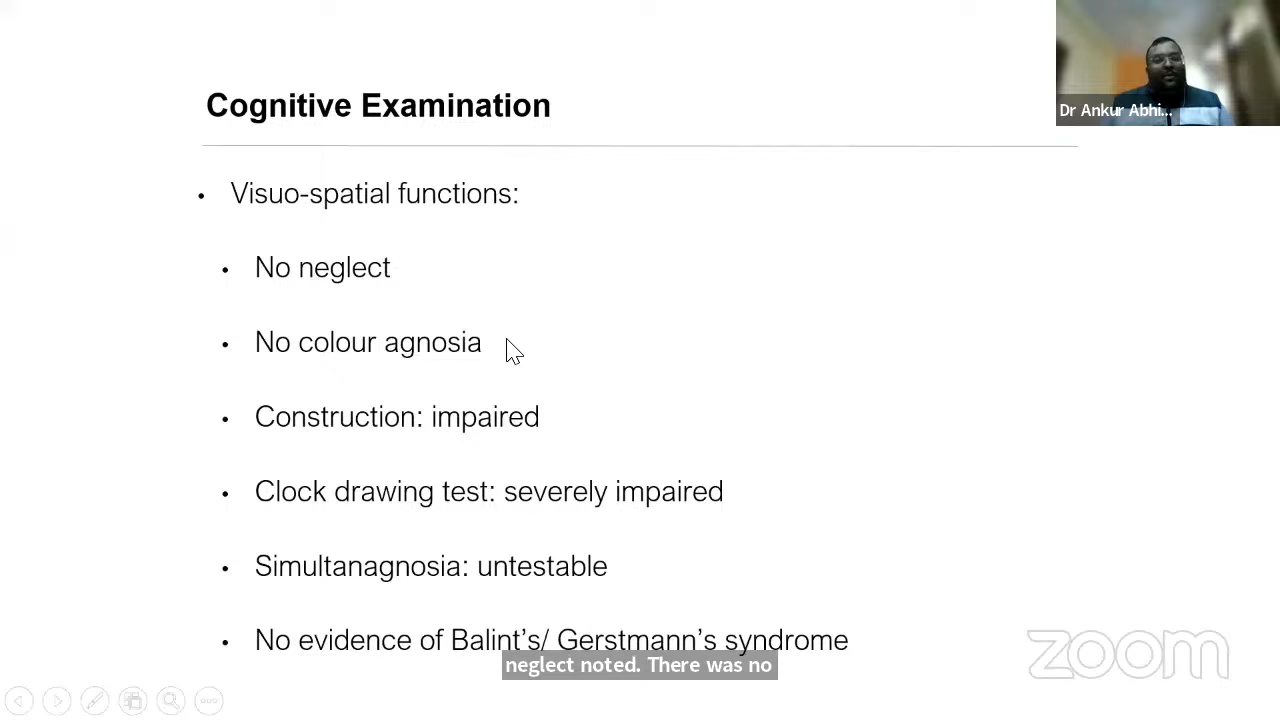 Cognitive Examination
Dr Ankur Abhi...
• Visuo-spatial functions:
• No neglect
• No colour agnosia
• Construction: impaired
• Clock drawing test: severely impaired
• Simultanagnosia: untestable
• No evidence of Balint's/ Gerstmann's syndrome
neglect noted. There was no
zoom